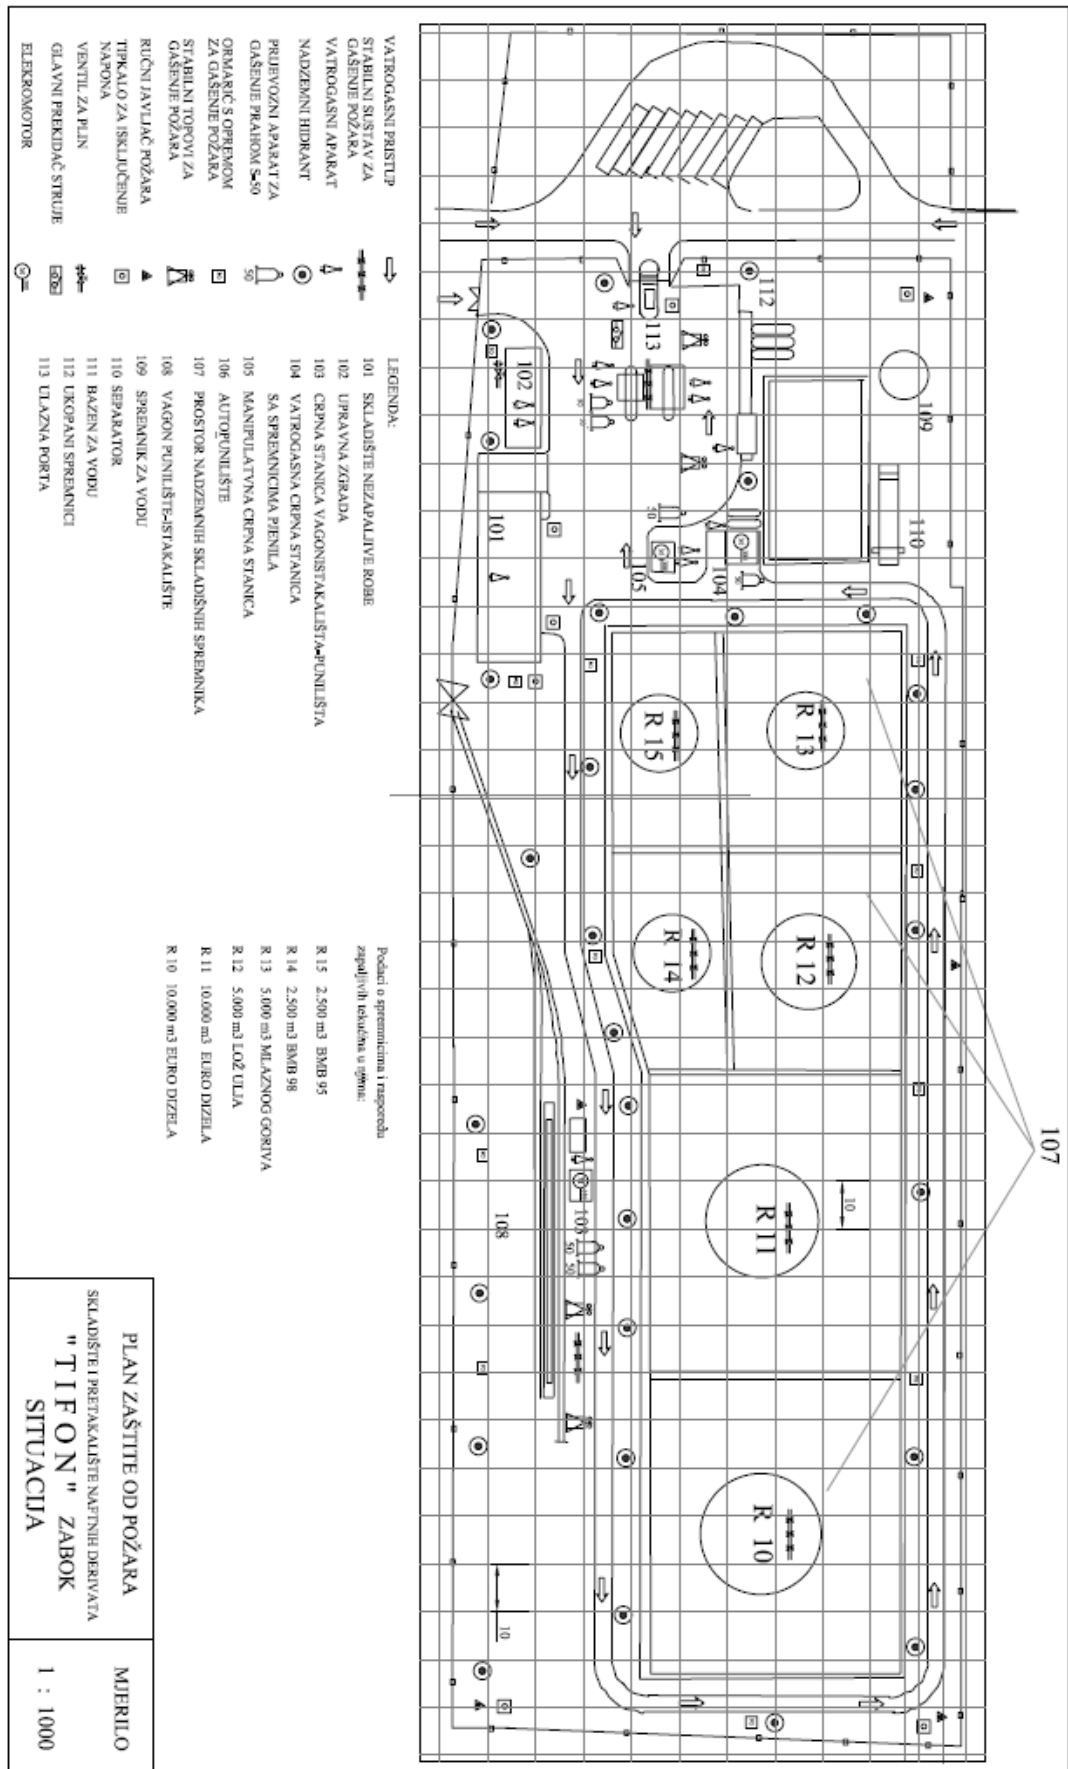 VATROGASNI PRISTUP
STABILNI SUSTAV ZA
GAŠENJE POŽARA
VATROGASNI APARAT
NADZEMNI HIDRANT
PRIJEVOZNI APARAT ZA
GAŠENJE PRAHOM S-50
50
ORMARIĆ S OPREMOM
ZA GAŠENJE POŽARA
STABILNI TOPOVI ZA
GAŠENJE POŽARA
RUČNI JAVLJAČ POŽARA
TIPKALO ZA ISKLJUČENJE
NAPONA
VENTIL ZA PLIN
GLAVNI PREKIDAČ STRUJE
ELEKROMOTOR
LEGENDA:
101 SKLADIŠTE NEZAPALJIVE ROBE
102 UPRAVNA ZGRADA
103 CRPNA STANICA VAGONISTAKALIŠTA-PUNILIŠTA
104 VATROGASNA CRPNA STANICA
SA SPREMNICIMA PJENILA
105 MANIPULATVNA CRPNA STANICA
106 AUTOPUNILIŠTE
107 PROSTOR NADZEMNIH SKLADIŠNIH SPREMNIKA
108 VAGON PUNILIŠTE-ISTAKALIŠTE
109 SPREMNIK ZA VODU
110 SEPARATOR
111 BAZEN ZA VODU
112 UKOPANI SPREMNICI
113 ULAZNA PORTA
Podaci o spremnicima i rasporedu
zapaljivih tekućina u njima:
R 15 2.500 m3 BMB 95
R 14 2.500 m3 BMB 98
R 13 5.000 m3 MLAZNOG GORIVA
R 12 5.000 m3 LOŽ ULJA
R 11 10.000 m3 EURO DIZELA
R 10 10.000 m3 EURO DIZELA
107
112
109
110
113
102
101
105
104
50
50
R 13
R 15
R 12
R 14
R 11
10
R 10
103
50
50
108
10
PLAN ZAŠTITE OD POŽARA
SKLADIŠTE I PRETAKALIŠTE NAFTNIH DERIVATA
"TIFON" ZABOK
SITUACIJA
MJERILO
1 : 1000